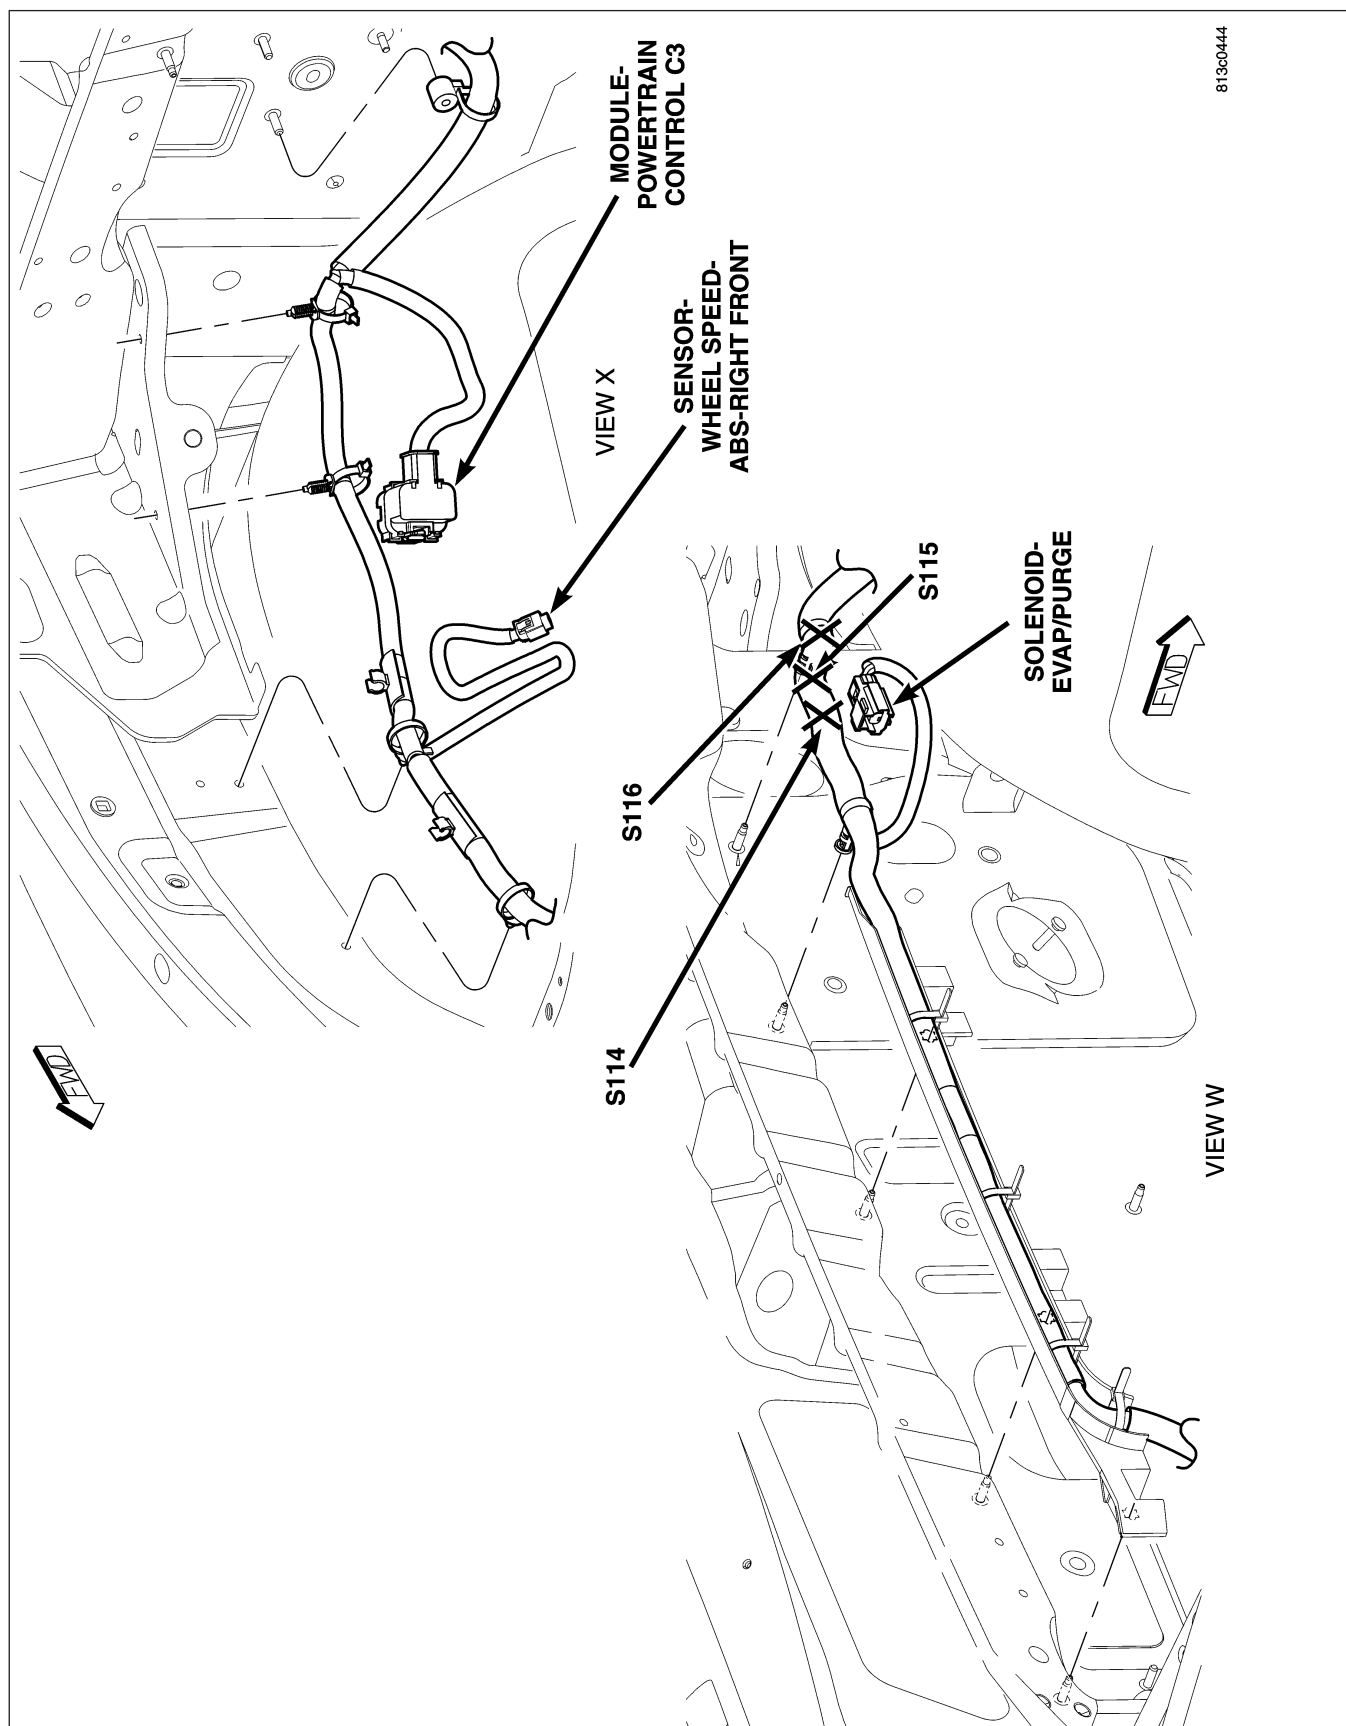 813c0444
MODULE-
POWERTRAIN
CONTROL C3
SENSOR-
WHEEL SPEED-
ABS-RIGHT FRONT
VIEW X
FWD
S116
S115
S114
SOLENOID-
EVAP/PURGE
FWD
VIEW W